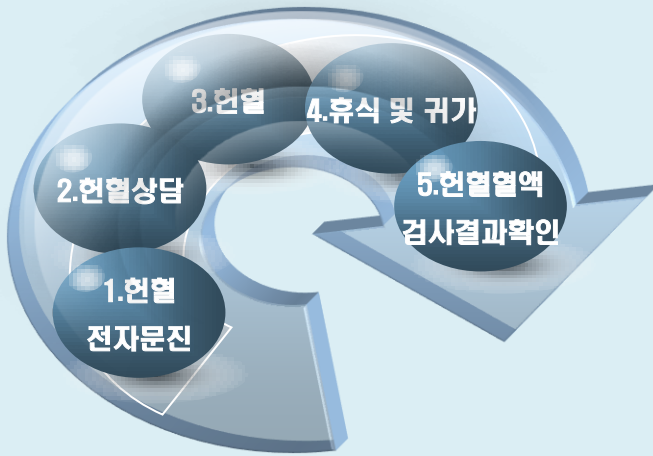 1.헌혈
전자문진
2.헌혈상담
3.헌혈
4.휴식 및 귀가
5.헌혈혈액
검사결과확인